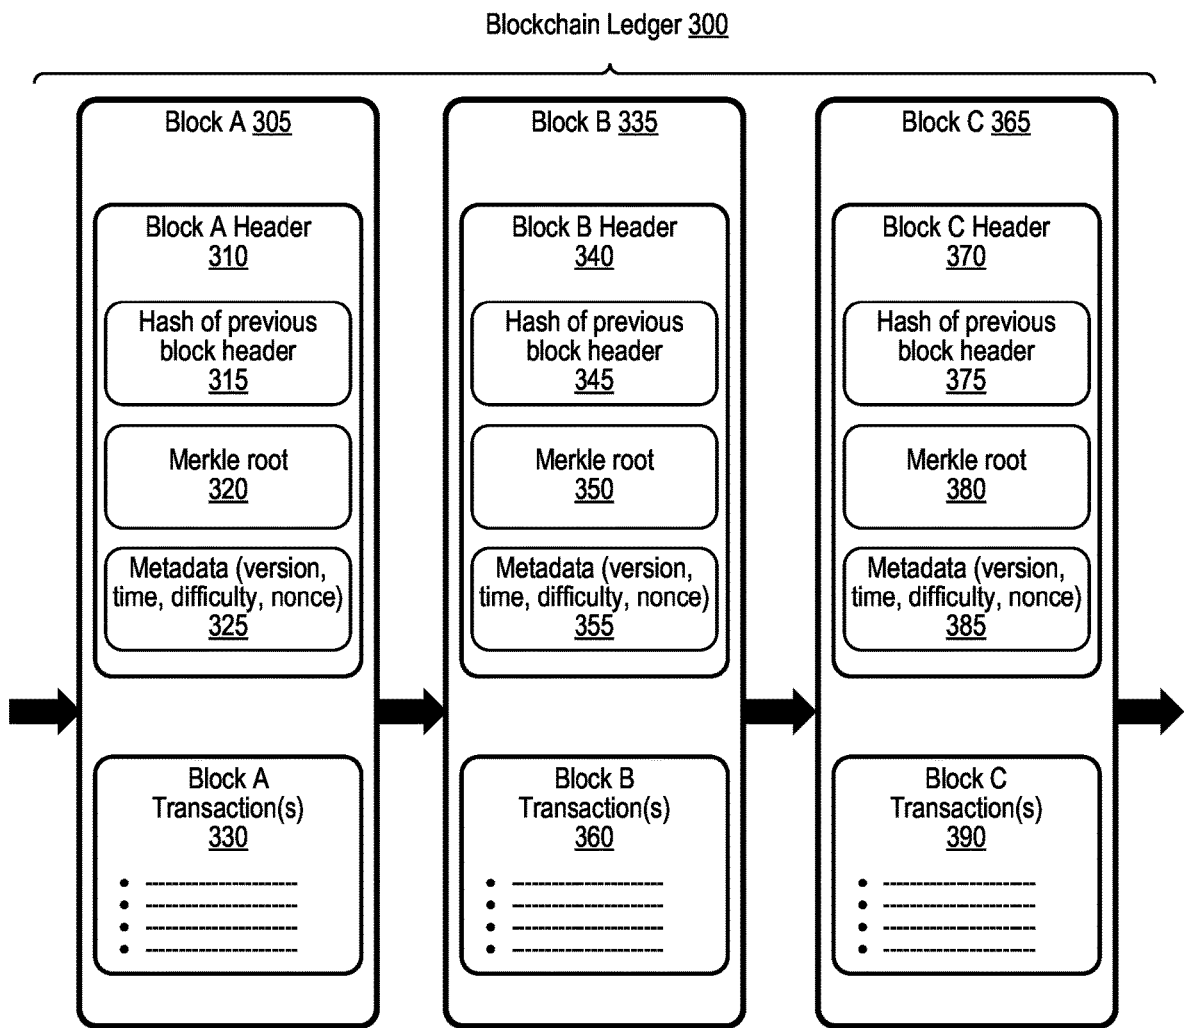 Blockchain Ledger 300
Block A 305
Block A Header
310
Hash of previous
block header
315
Merkle root
320
Metadata (version,
time, difficulty, nonce)
325
Block A
Transaction(s)
330
Block B 335
Block B Header
340
Hash of previous
block header
345
Merkle root
350
Metadata (version,
time, difficulty, nonce)
355
Block B
Transaction(s)
360
Block C 365
Block C Header
370
Hash of previous
block header
375
Merkle root
380
Metadata (version,
time, difficulty, nonce)
385
Block C
Transaction(s)
390